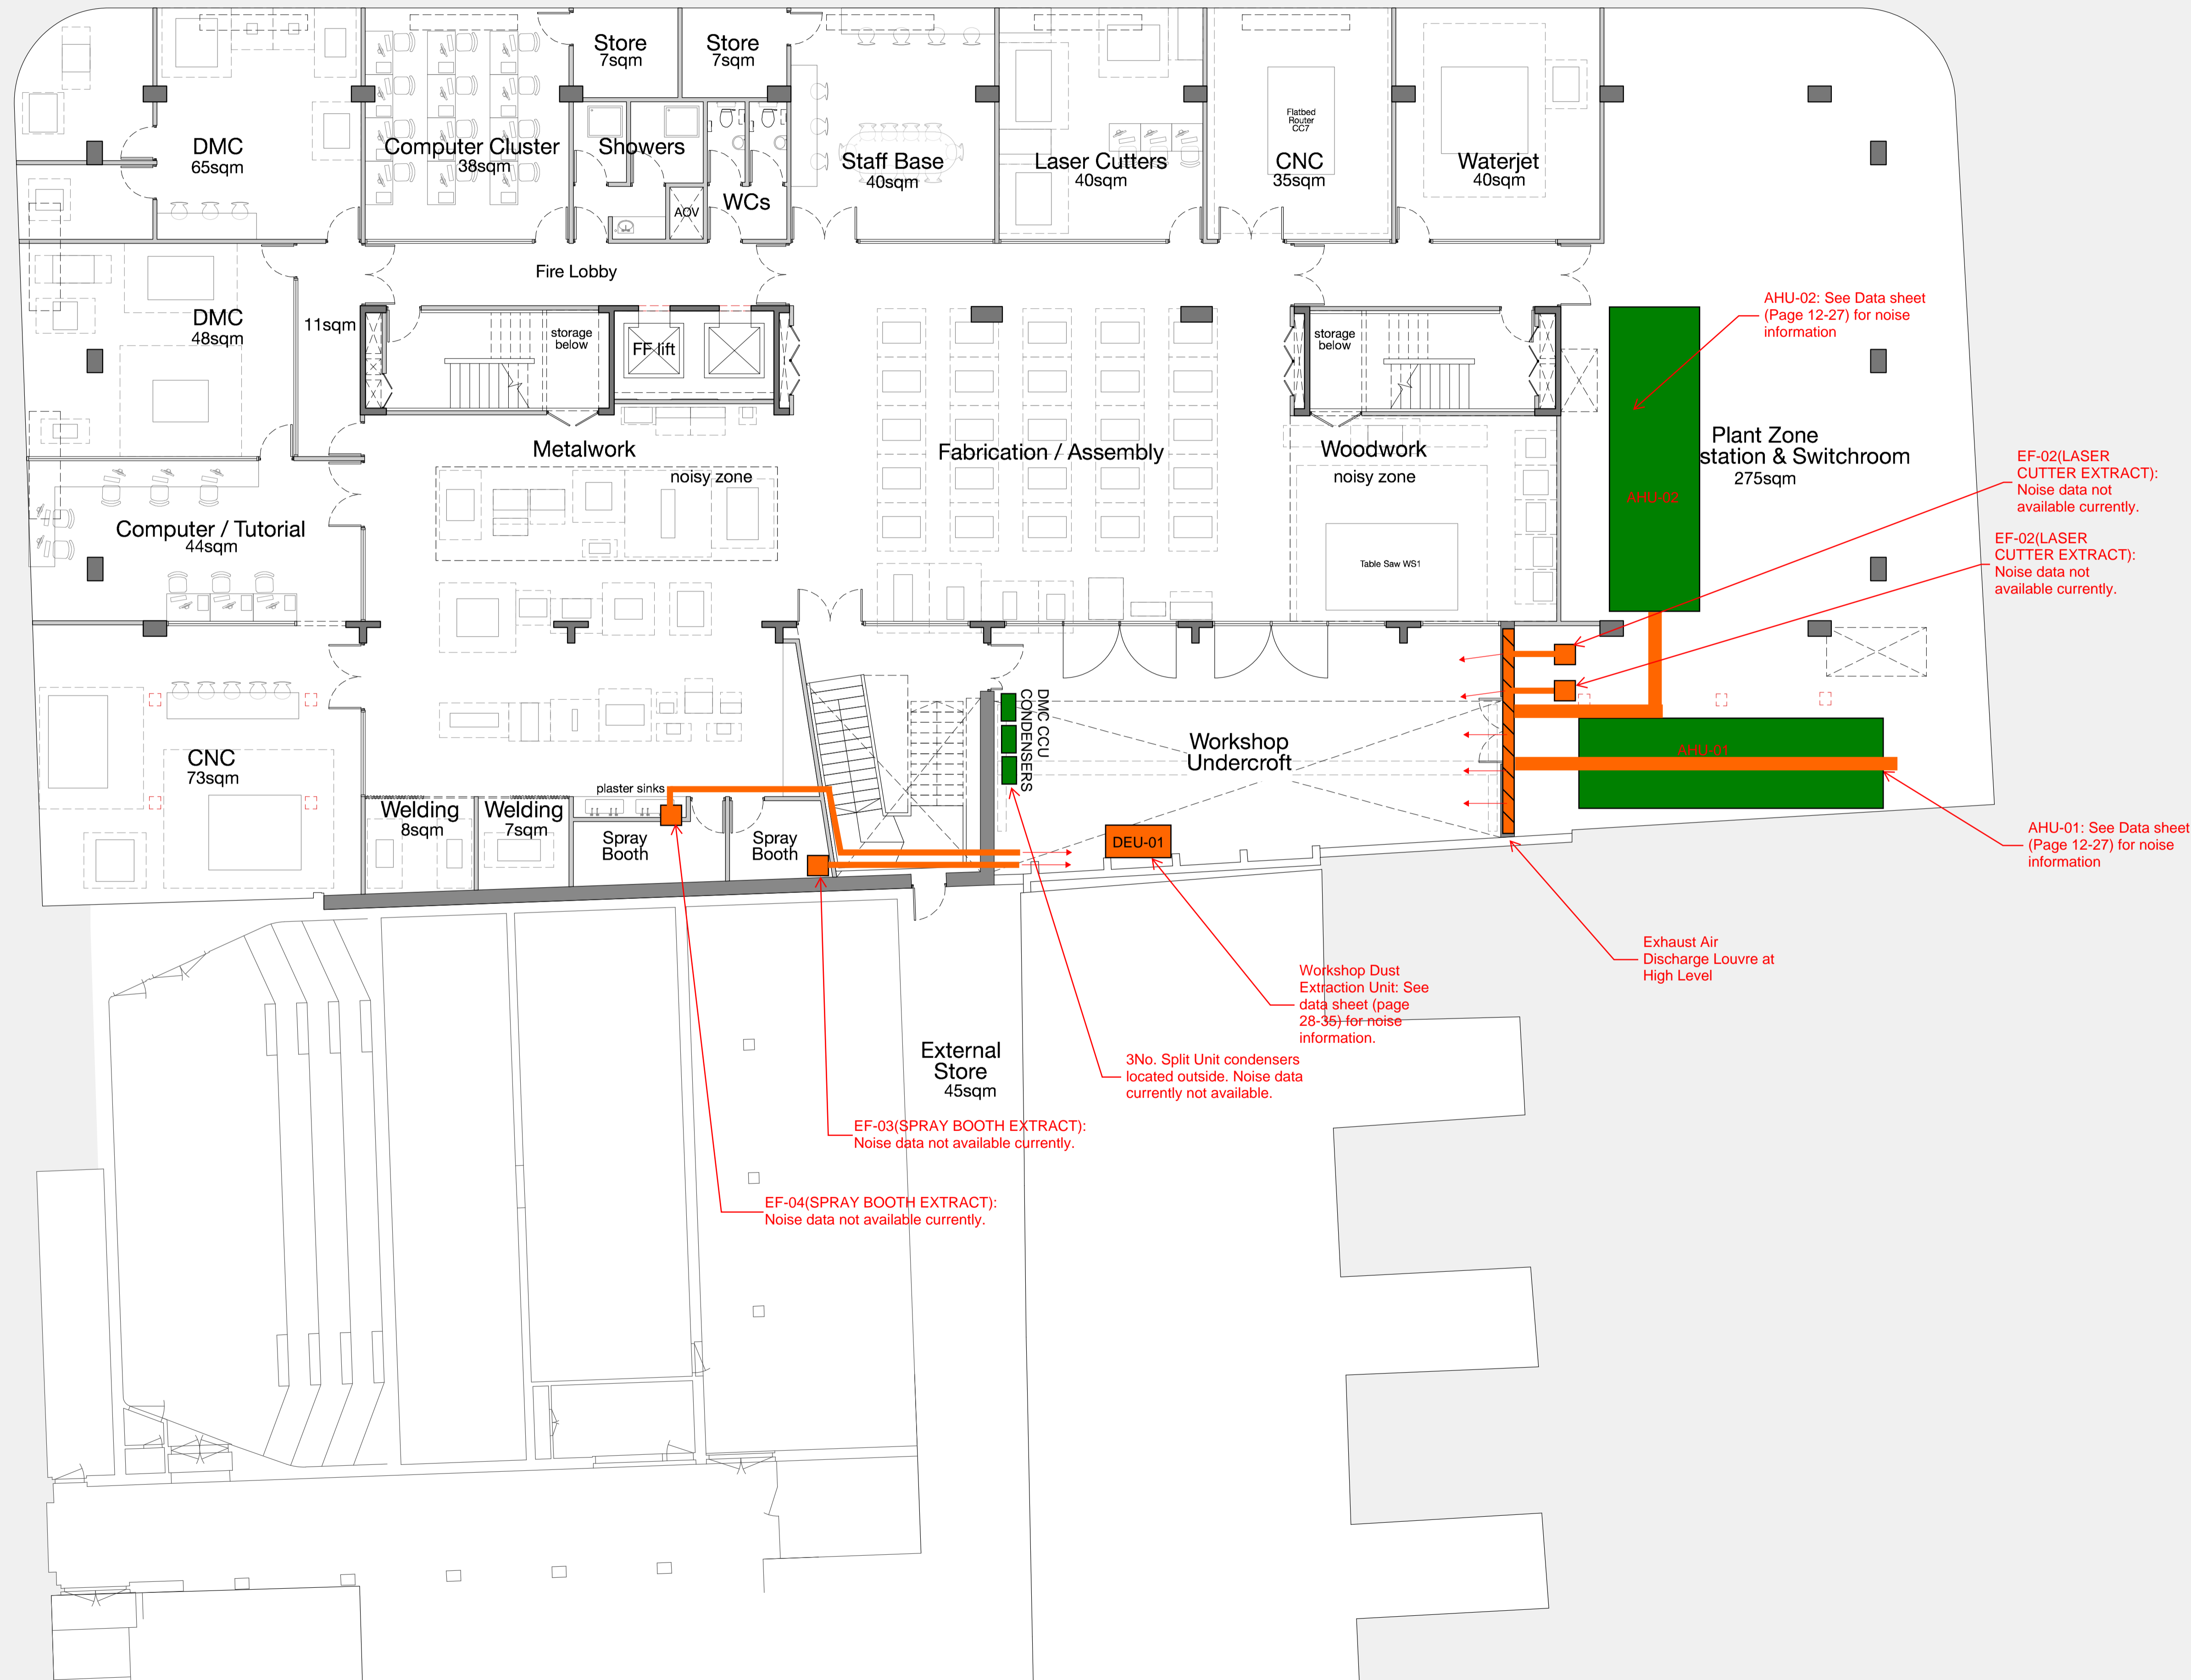 Store
7sqm
Store
7sqm
Flatbed
Router
CC7
DMC
65sqm
Computer Cluster
38sqm
Showers
Staff Base
40sqm
Laser Cutters
40sqm
CNC
35sqm
Waterjet
40sqm
AOV
WCs
Fire Lobby
AHU-02: See Data sheet
(Page 12-27) for noise
information
DMC
48sqm
11sqm
storage
below
FF lift
storage
below
Metalwork
noisy zone
Fabrication / Assembly
Woodwork
noisy zone
Plant Zone
station & Switchroom
275sqm
AHU-02
EF-02(LASER
CUTTER EXTRACT):
Noise data not
available currently.
Computer / Tutorial
44sqm
Table Saw WS1
EF-02(LASER
CUTTER EXTRACT):
Noise data not
available currently.
CNC
73sqm
DMC CCU
CONDENSERS
Workshop
Undercroft
AHU-01
plaster sinks
Welding
8sqm
Welding
7sqm
Spray
Booth
Spray
Booth
DEU-01
AHU-01: See Data sheet
(Page 12-27) for noise
information
Exhaust Air
Discharge Louvre at
High Level
Workshop Dust
Extraction Unit: See
data sheet (page
28-35) for noise
information.
External
Store
45sqm
3No. Split Unit condensers
located outside. Noise data
currently not available.
EF-03(SPRAY BOOTH EXTRACT):
Noise data not available currently.
EF-04(SPRAY BOOTH EXTRACT):
Noise data not available currently.